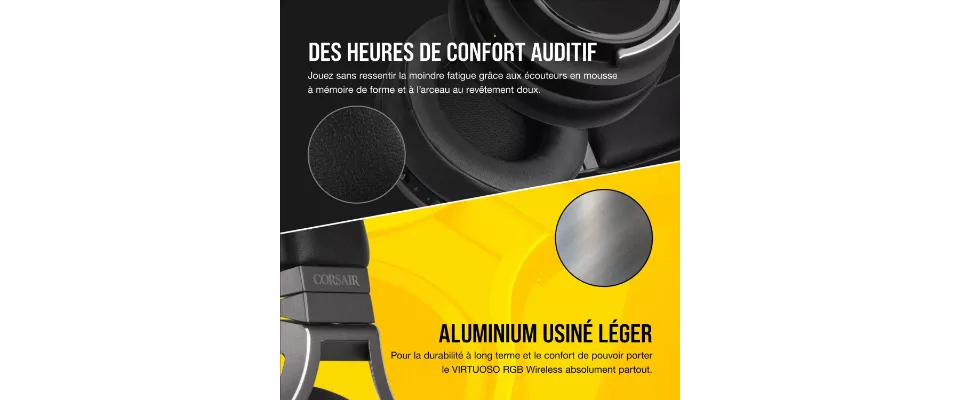 DES HEURES DE CONFORT AUDITIF
Jouez sans ressentir la moindre fatigue grâce aux écouteurs en mousse
à mémoire de forme et à l'arceau au revêtement doux.
CORSAIR
ALUMINIUM USINÉ LÉGER
Pour la durabilité à long terme et le confort de pouvoir porter
le VIRTUOSO RGB Wireless absolument partout.